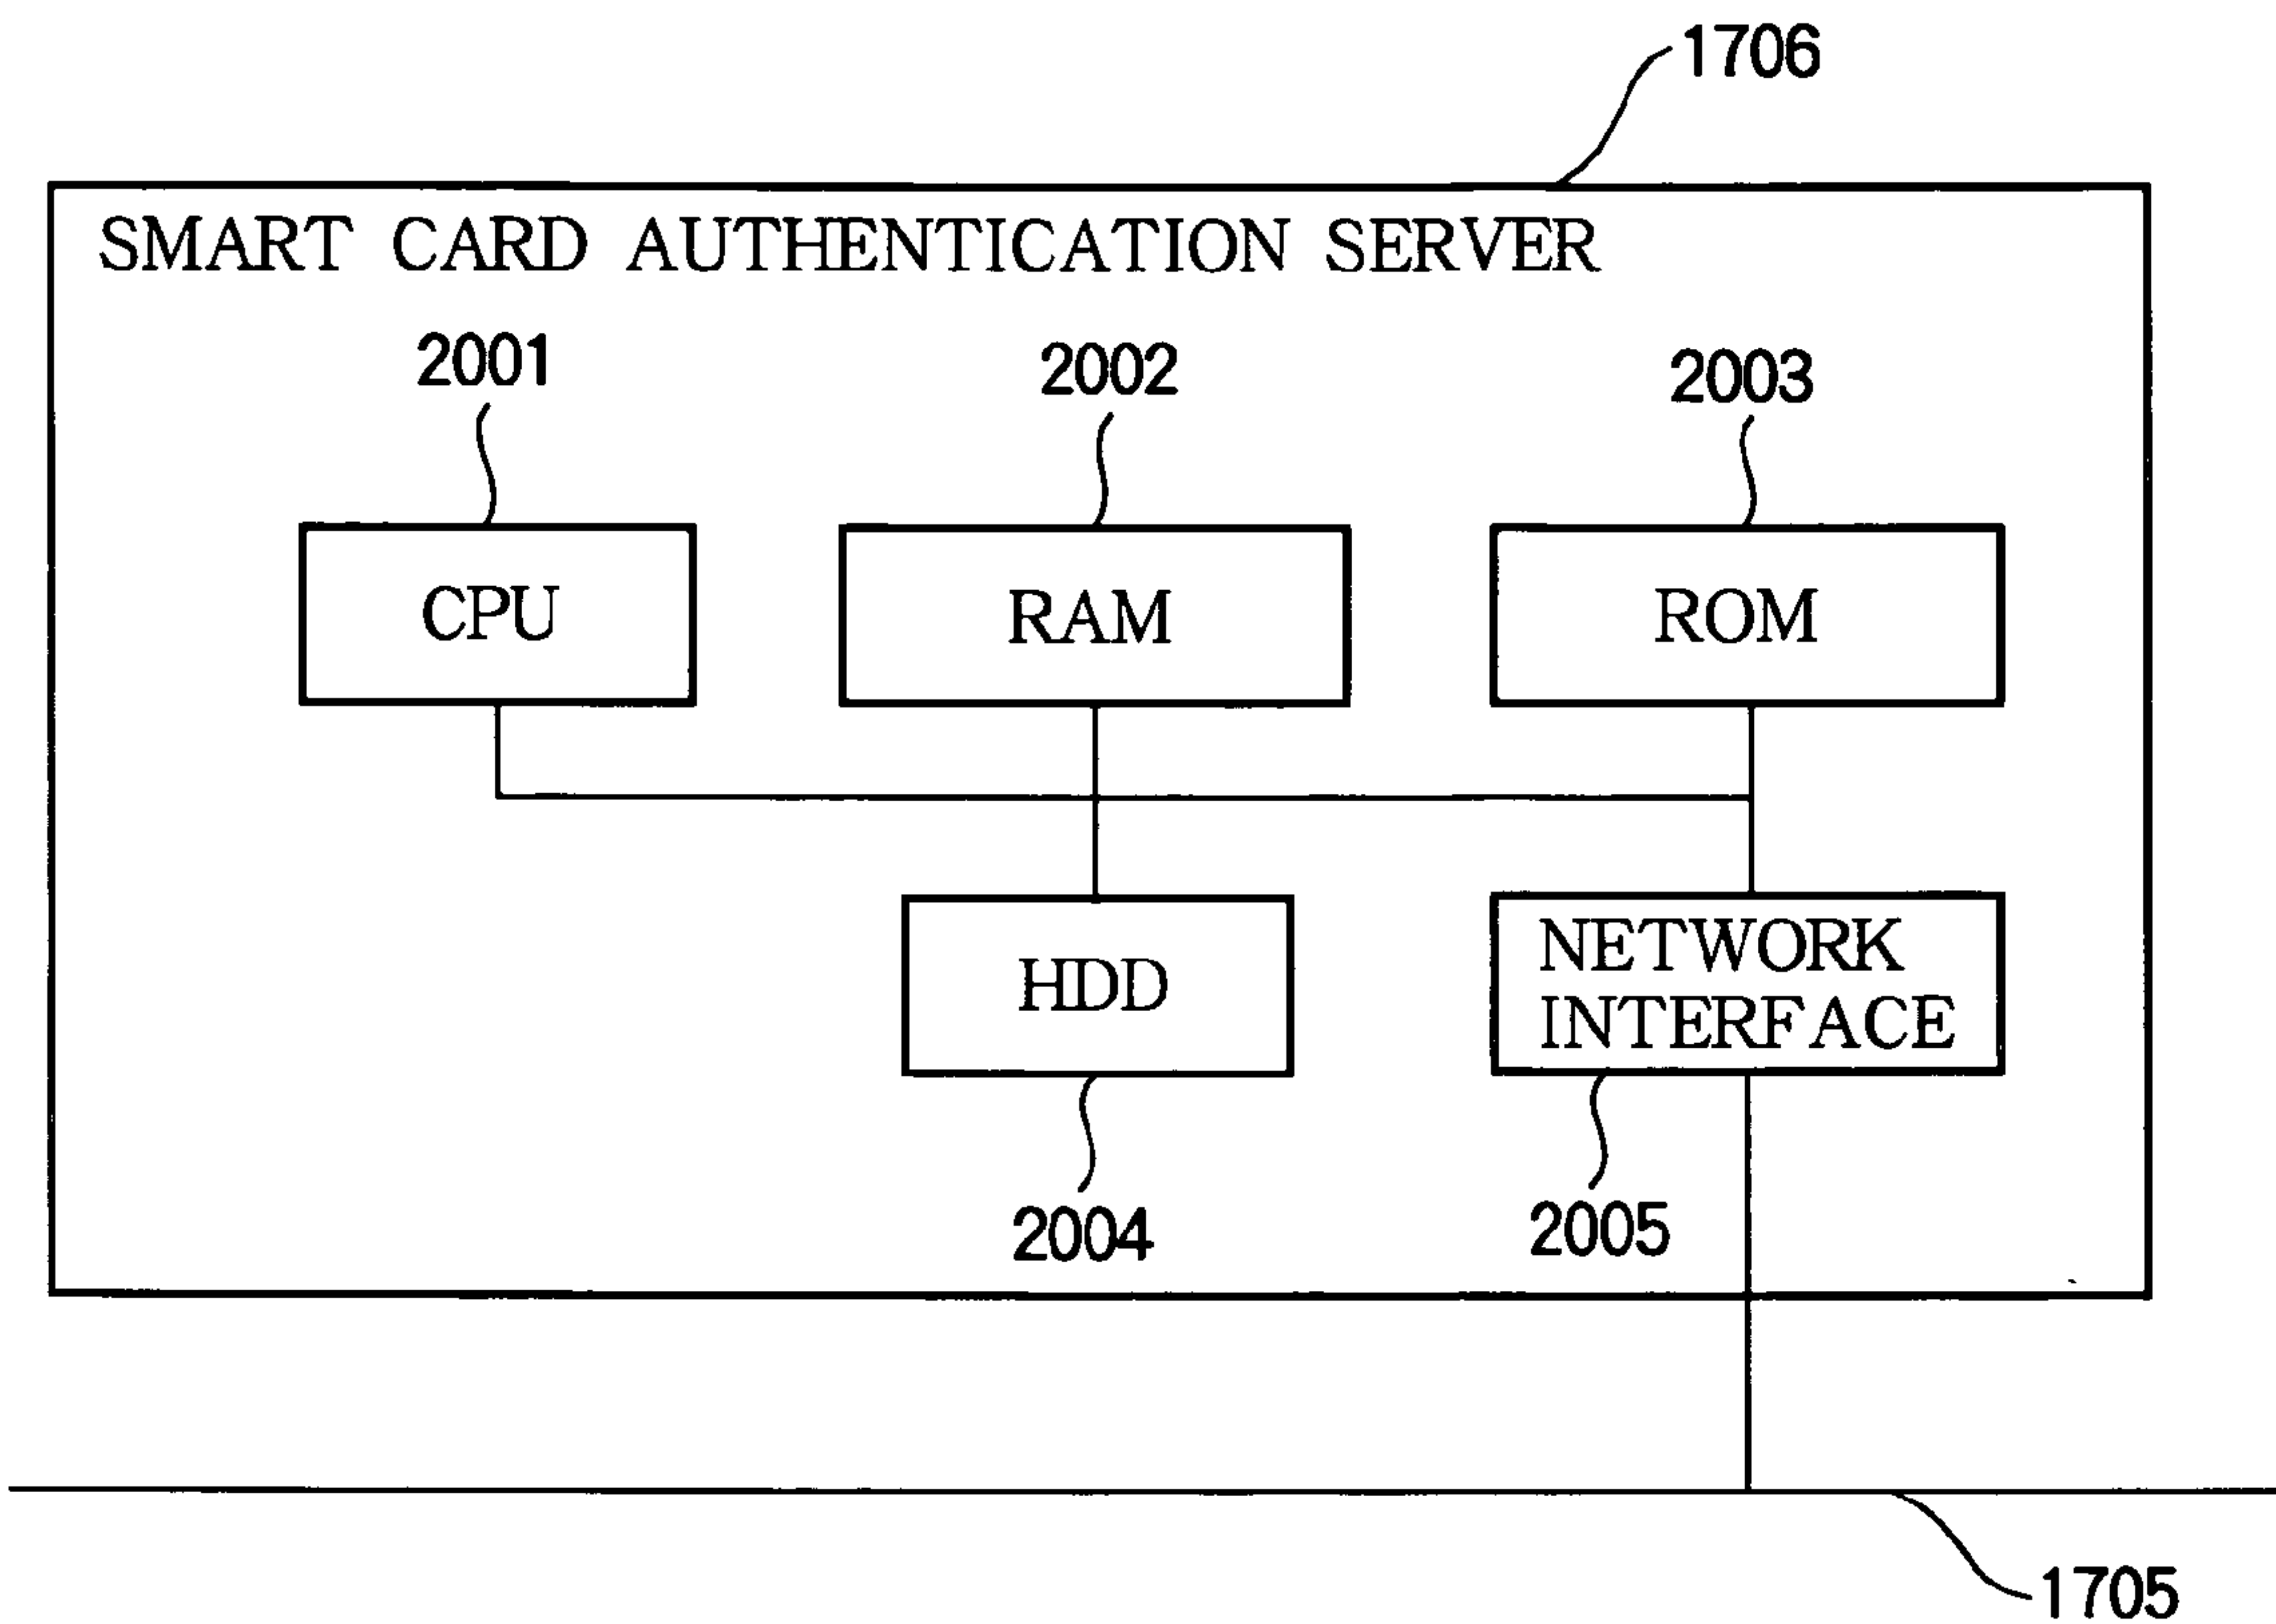 1706
SMART CARD AUTHENTICATION SERVER
2001
2002
2003
CPU
RAM
ROM
HDD
NETWORK
INTERFACE
2004
2005
1705